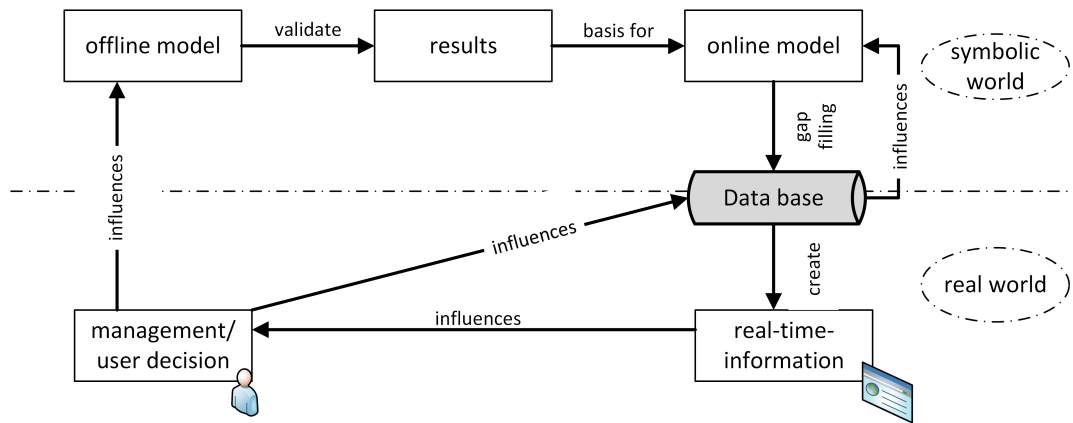 offline model
validate
results
basis for
online model
symbolic
world
gap
filling
influences
influences
Data base
influences
create
real world
management/
user decision
influences
real-time-
information